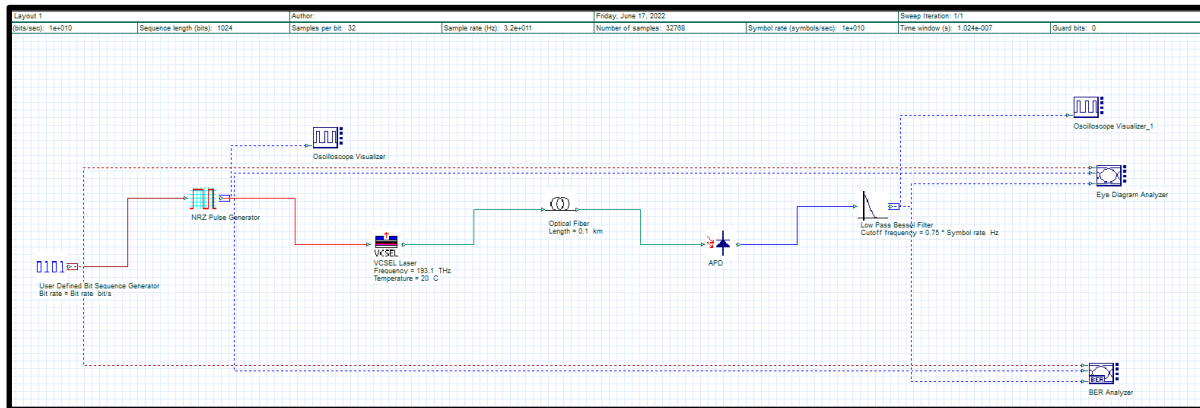 Layout 1 Author: Friday, June 17, 2022 Sweep Iteration: 1/1
(bits/sec): 1e+010 Sequence length (bits): 1024 Samples per bit: 32 Sample rate (Hz): 3.2e+011 Number of samples: 32768 Symbol rate (symbols/sec): 1e+010 Time window (s): 1.024e-007 Guard bits: 0
Oscilloscope Visualizer_1
Oscilloscope Visualizer
Eye Diagram Analyzer
NRZ Pulse Generator
Optical Fiber
Length = 0.1 km
Low Pass Bessel Filter
Cutoff frequency = 0.75 * Symbol rate Hz
VCSEL
VCSEL Laser
Frequency = 193.1 THz
Temperature = 20 C
APD
0101
User Defined Bit Sequence Generator
Bit rate = Bit rate bit/s
BER
BER Analyzer